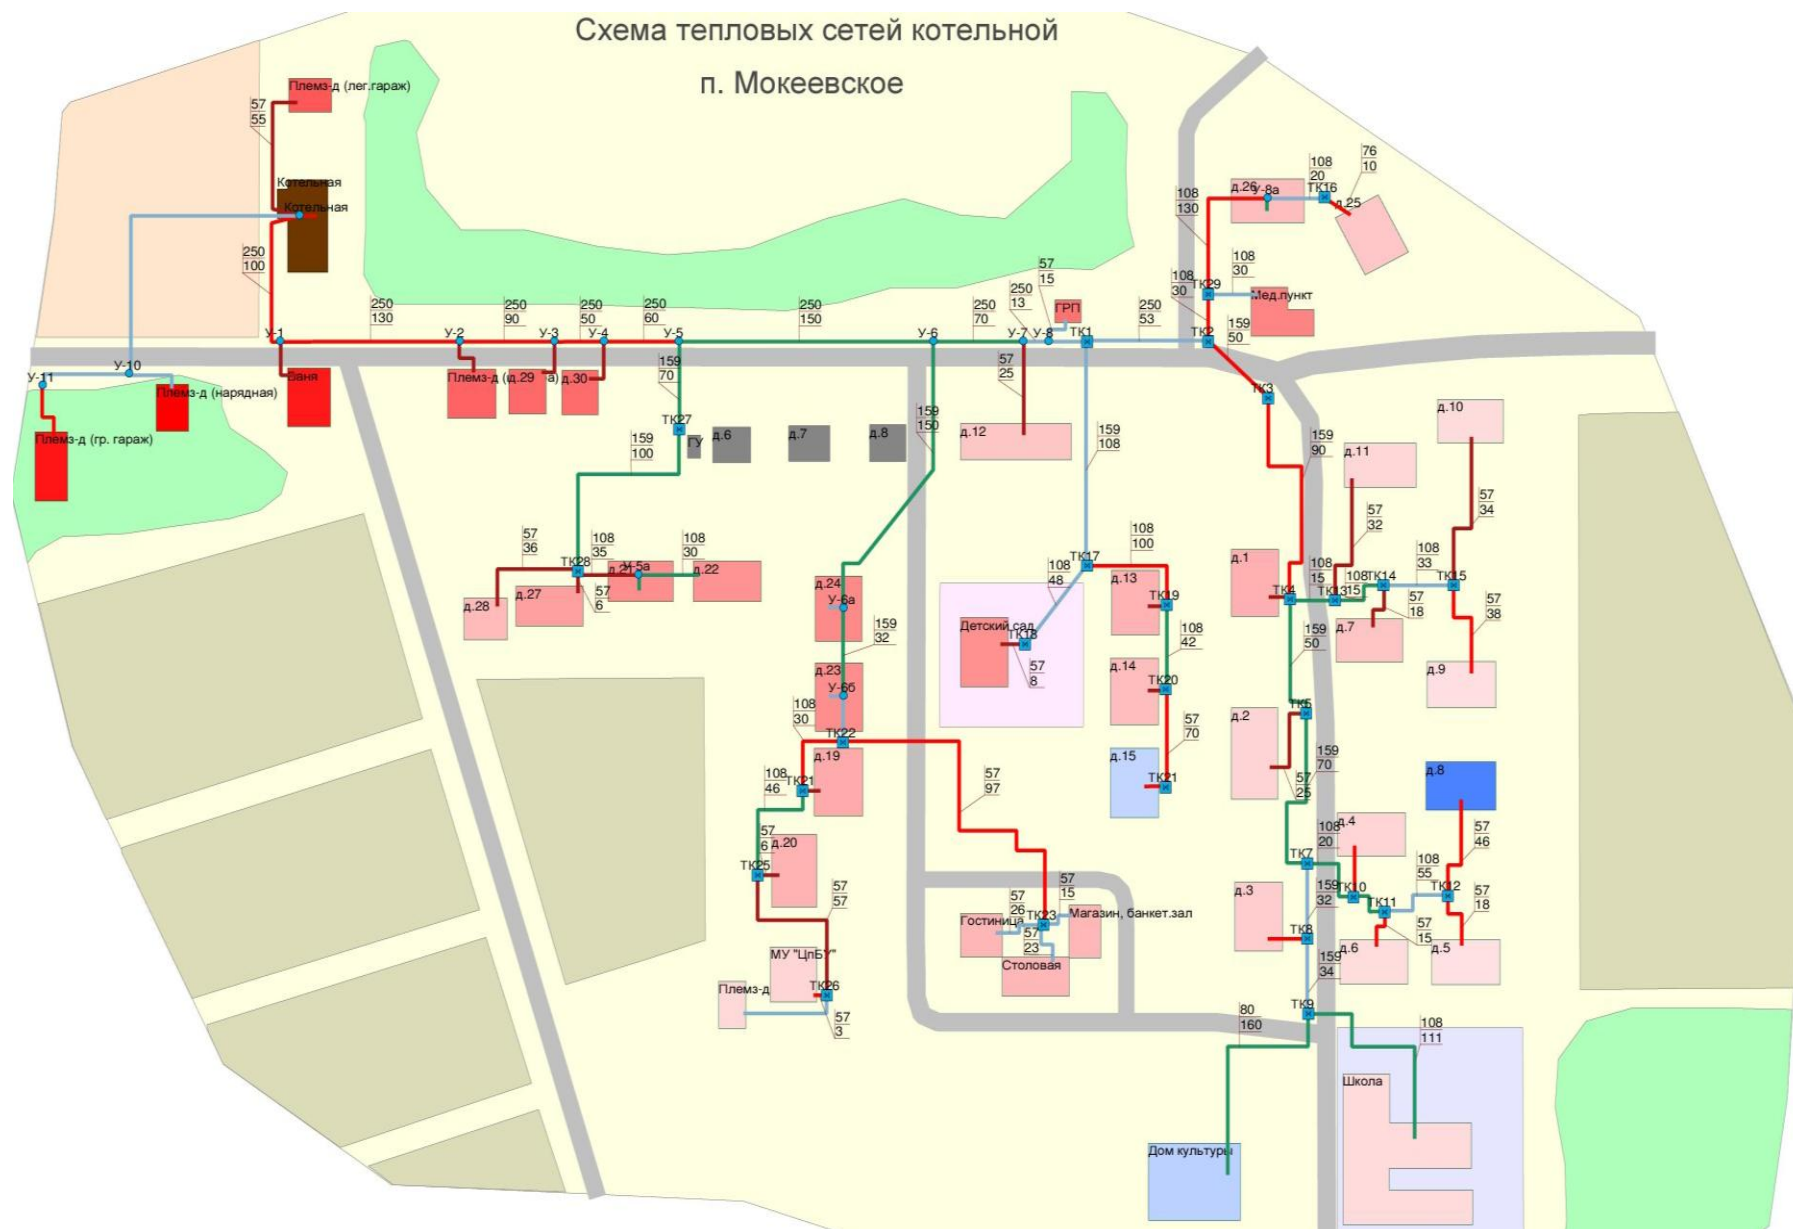 Схема тепловых сетей котельной
п. Мокеевское
Племз-д (лег.гараж)
57
55
Котельная
Котельная
250
100
108
130
д.26
У-8а
108
20
ТК16
76
10
д.25
108
30
ТК29
108
30
Мед.пункт
57
15
ГРП
250
130
250
90
250
50
250
60
250
150
250
70
250
13
250
53
159
50
У-1
У-2
У-3
У-4
У-5
У-6
У-7
У-8
ТК1
ТК2
ТК3
У-11
У-10
Баня
Племз-д (нарядная)
Племз-д (гр. гараж)
д.29
д.30
159
70
ТК27
ГУ
д.6
д.7
д.8
159
150
57
25
д.12
159
108
159
100
159
90
д.10
д.11
57
32
57
34
57
36
108
35
108
30
ТК28
д.21
У-5а
д.22
д.28
д.27
57
6
д.24
У-6а
159
32
д.23
У-6б
108
30
ТК22
д.19
108
46
ТК21
57
6
д.20
ТК25
57
57
МУ "ЦпБУ"
Племз-д
ТК26
57
3
57
97
Детский сад
ТК18
57
8
108
48
ТК17
108
100
д.13
ТК19
108
42
д.14
ТК20
57
70
д.15
ТК21
д.1
ТК4
108
15
ТК13
108
15
ТК14
108
33
ТК15
57
18
д.7
57
38
д.9
159
50
д.2
ТК5
57
25
159
70
д.8
108
20
д.4
ТК7
ТК10
ТК11
108
55
ТК12
57
46
57
18
д.3
159
32
ТК8
57
15
д.6
д.5
159
34
ТК9
57
26
57
15
Гостиница
ТК23
Магазин, банкет.зал
57
23
Столовая
80
160
108
111
Школа
Дом культуры